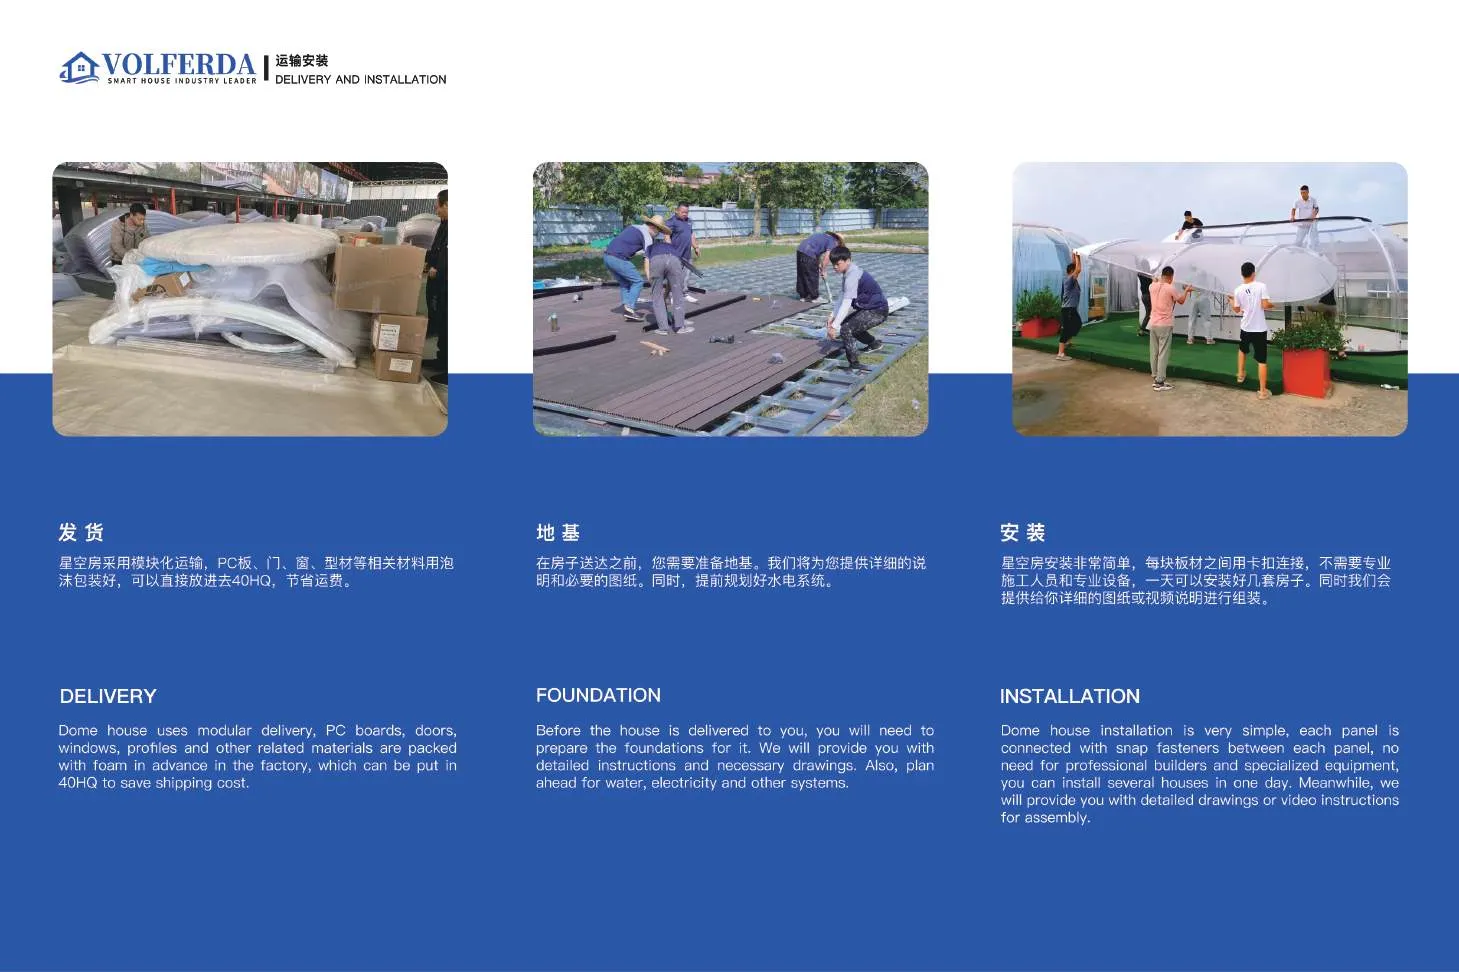 VOLFERDA
SMART HOUSE INDUSTRY LEADER
运输安装
DELIVERY AND INSTALLATION
发货
星空房采用模块化运输，PC板、门、窗、型材等相关材料用泡
沫包装好，可以直接放进去40HQ，节省运费。
地基
在房子送达之前，您需要准备地基。我们将为您提供详细的说
明和必要的图纸。同时，提前规划好水电系统。
安装
星空房安装非常简单，每块板材之间用卡扣连接，不需要专业
施工人员和专业设备，一天可以安装好几套房子。同时我们会
提供给你详细的图纸或视频说明进行组装。
DELIVERY
Dome house uses modular delivery, PC boards, doors,
windows, profiles and other related materials are packed
with foam in advance in the factory, which can be put in
40HQ to save shipping cost.
FOUNDATION
Before the house is delivered to you, you will need to
prepare the foundations for it. We will provide you with
detailed instructions and necessary drawings. Also, plan
ahead for water, electricity and other systems.
INSTALLATION
Dome house installation is very simple, each panel is
connected with snap fasteners between each panel, no
need for professional builders and specialized equipment,
you can install several houses in one day. Meanwhile, we
will provide you with detailed drawings or video instructions
for assembly.